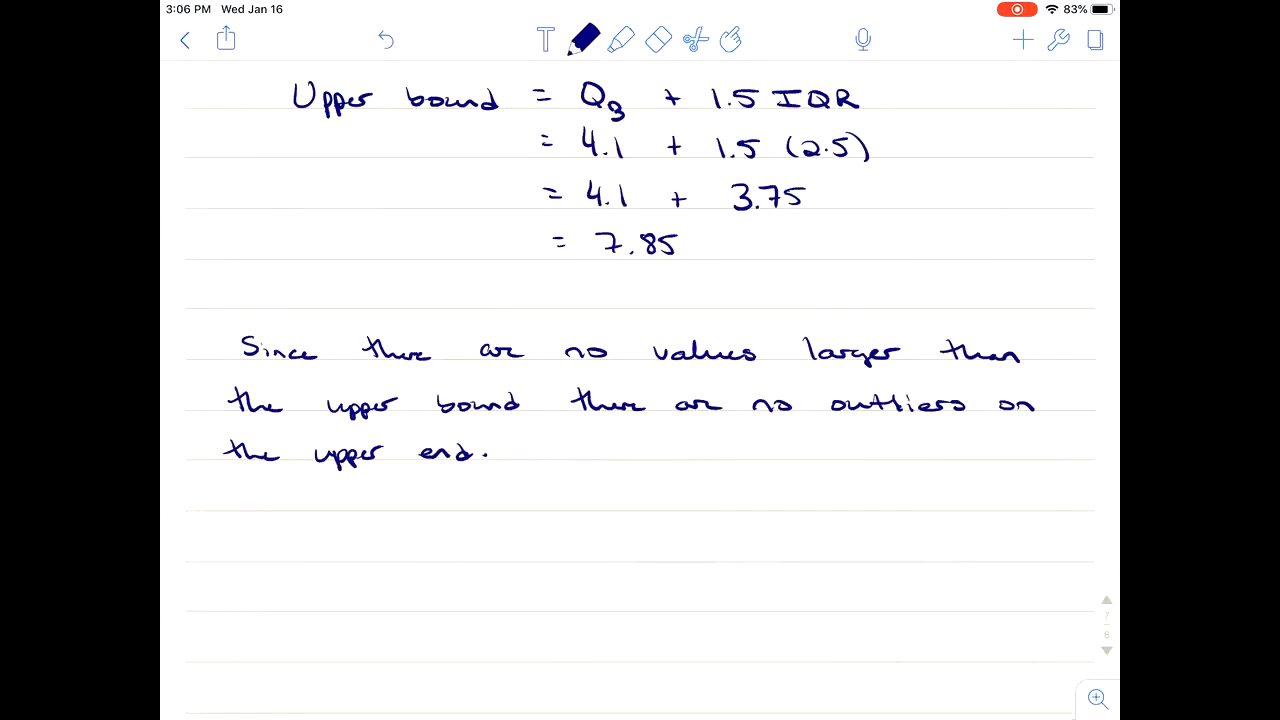 3:06 PM Wed Jan 16
83%
T
Upper bound = Q3 + 1.5 IQR
= 4.1 + 1.5 (2.5)
= 4.1 + 3.75
= 7.85
Since there are no values larger than
the upper bound there are no outliers on
the upper end.
7
8